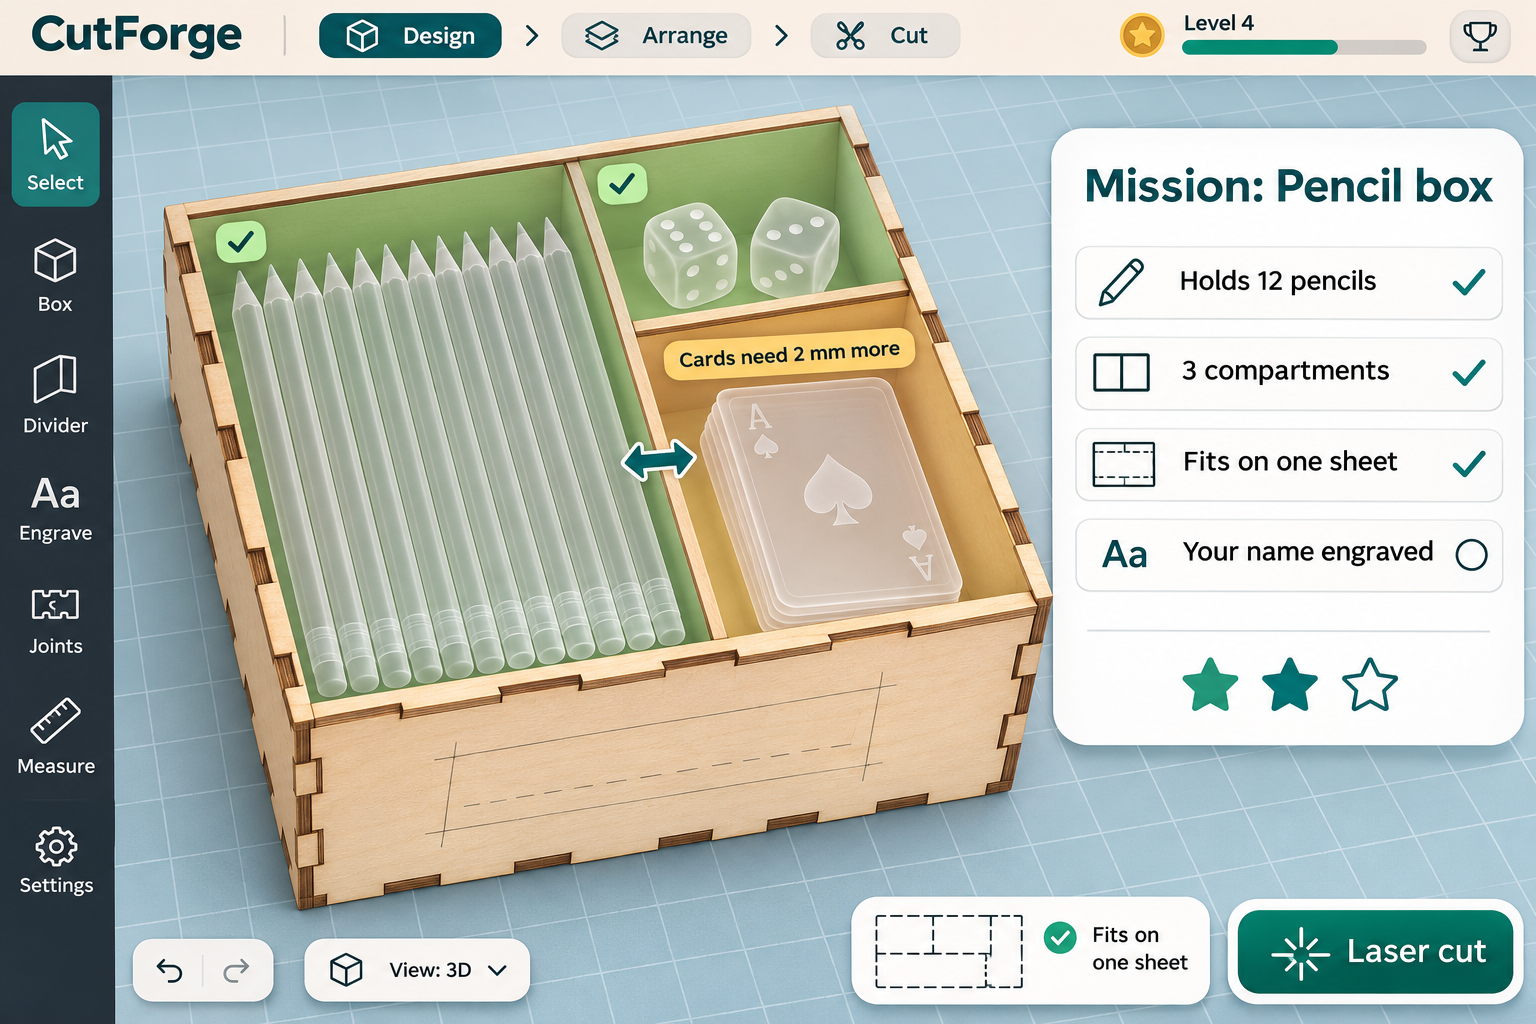 CutForge
Design
Arrange
Cut
Level 4
Select
Box
Divider
Aa
Engrave
Joints
Measure
Settings
Cards need 2 mm more
A
A
Mission: Pencil box
Holds 12 pencils
3 compartments
Fits on one sheet
Aa
Your name engraved
View: 3D
Fits on
one sheet
Laser cut